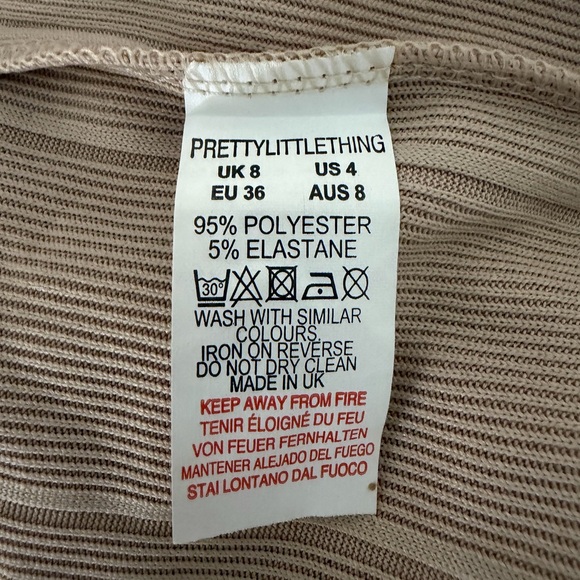 PRETTYLITTLETHING
UK 8 US 4
EU 36 AUS 8
95% POLYESTER
5% ELASTANE
30°
WASH WITH SIMILAR
COLOURS
IRON ON REVERSE
DO NOT DRY CLEAN
MADE IN UK
KEEP AWAY FROM FIRE
TENIR ÉLOIGNÉ DU FEU
VON FEUER FERNHALTEN
MANTENER ALEJADO DEL FUEGO
STAI LONTANO DAL FUOCO